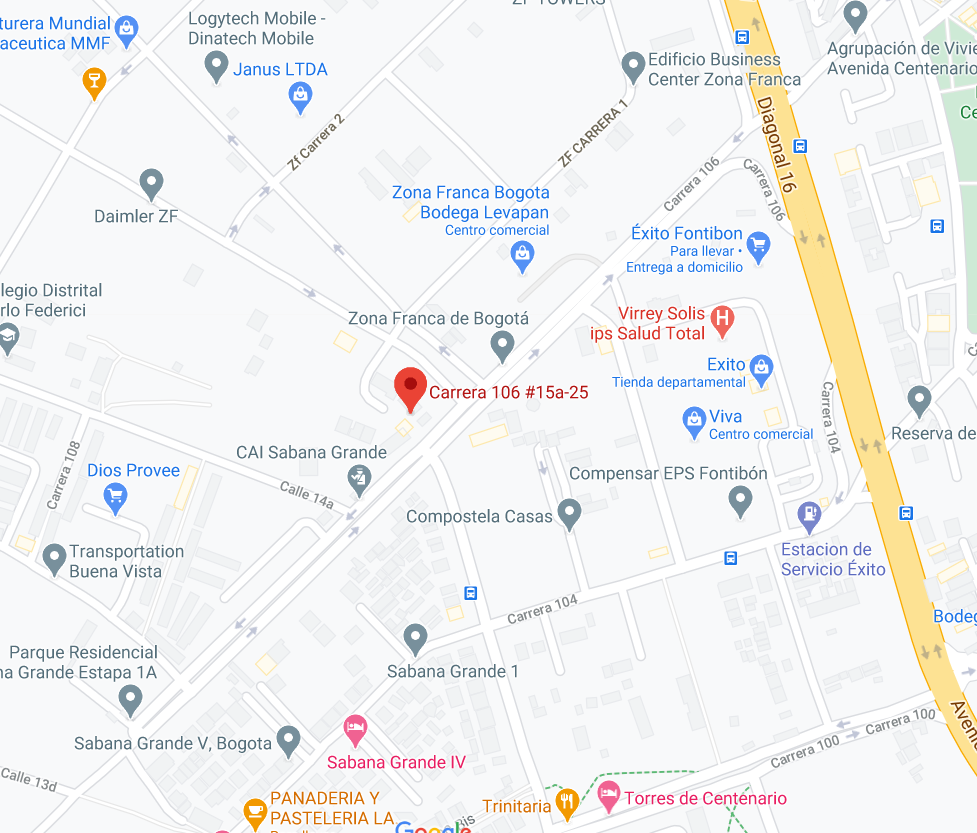 ZF TOWERS
Logytech Mobile -
Dinatech Mobile
turera Mundial
aceutica MMF
Janus LTDA
Edificio Business
Center Zona Franca
Agrupación de Vivie
Avenida Centenario
Ce
Zf Carrera 2
ZF CARRERA 1
Diagonal 16
Carrera 106
Carrera 106
Daimler ZF
Zona Franca Bogota
Bodega Levapan
Centro comercial
Éxito Fontibon
Para llevar •
Entrega a domicilio
legio Distrital
rlo Federici
Zona Franca de Bogotá
Virrey Solis
ips Salud Total
Exito
Tienda departamental
Carrera 106 #15a-25
Viva
Centro comercial
Carrera 104
Reserva de
CAI Sabana Grande
Carrera 108
Dios Provee
Calle 14a
Compensar EPS Fontibón
Compostela Casas
Transportation
Buena Vista
Estacion de
Servicio Éxito
Carrera 104
Bodeg
Parque Residencial
na Grande Estapa 1A
Sabana Grande 1
Sabana Grande V, Bogota
Sabana Grande IV
Carrera 100
Carrera 100
Aveni
Calle 13d
PANADERIA Y
PASTELERIA LA
Trinitaria
Torres de Centenario
Google